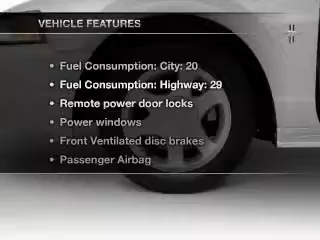 VEHICLE FEATURES
• Fuel Consumption: City: 20
• Fuel Consumption: Highway: 29
• Remote power door locks
• Power windows
• Front Ventilated disc brakes
• Passenger Airbag